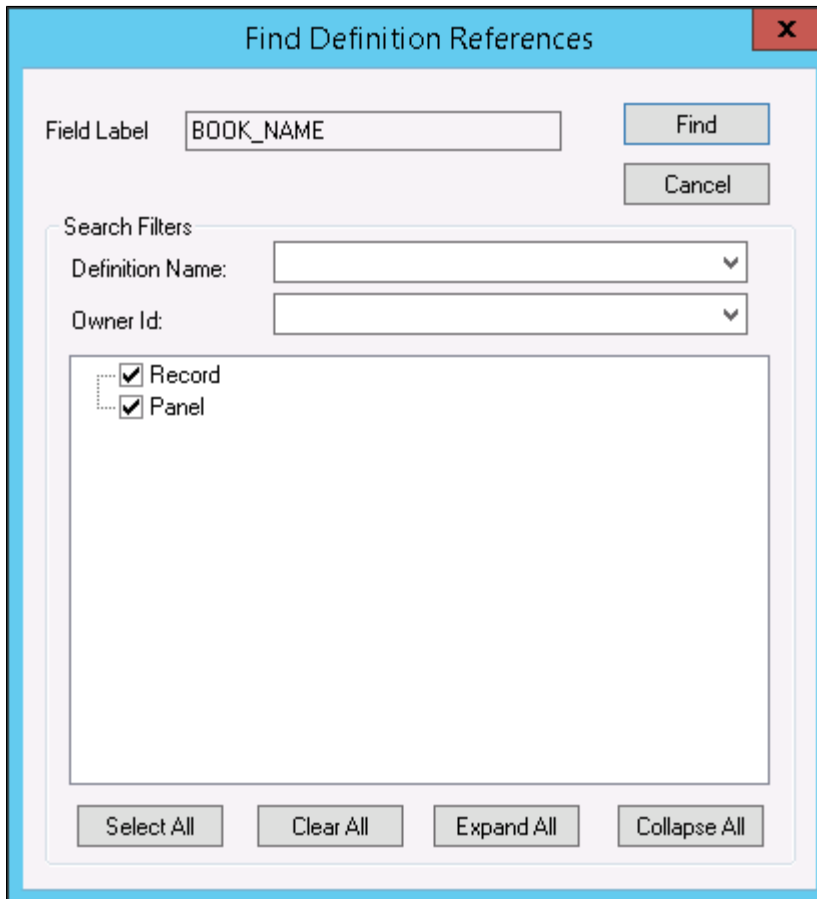 Find Definition References
x
Field Label BOOK_NAME Find
Cancel
Search Filters
Definition Name:
Owner Id:
Record
Panel
Select All Clear All Expand All Collapse All